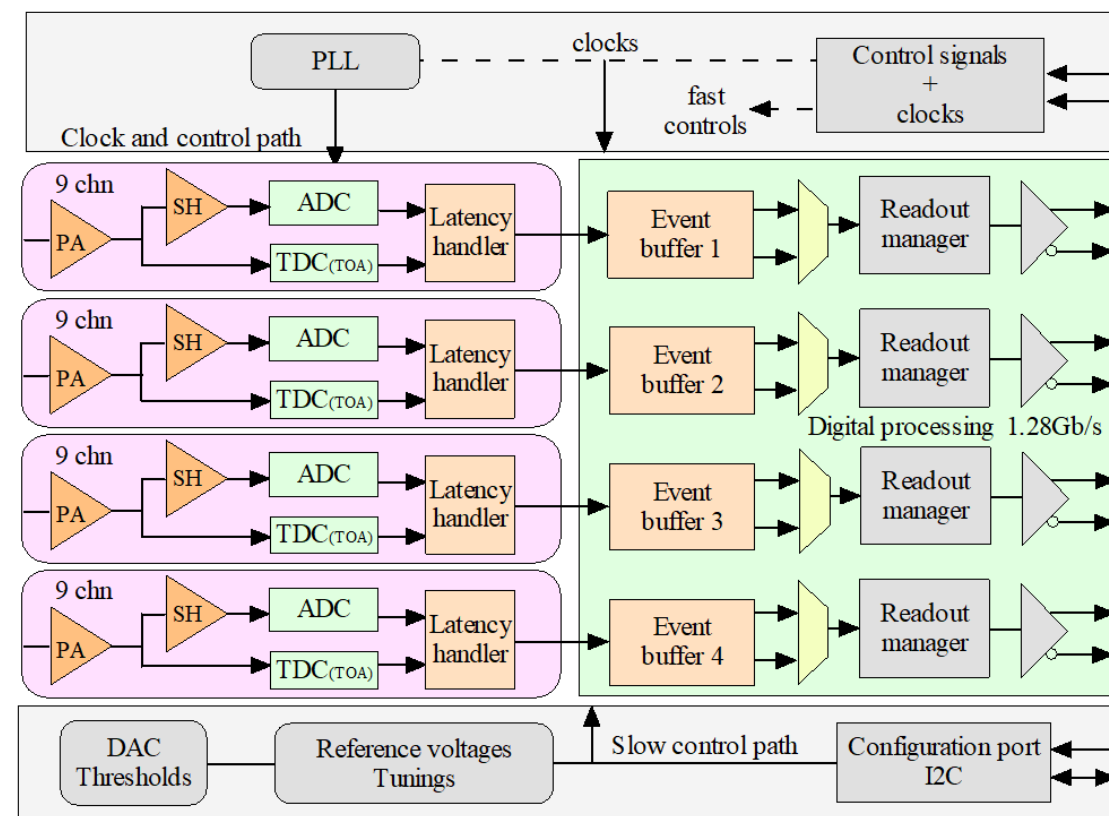 PLL
clocks
Control signals
+
clocks
fast
controls
Clock and control path
9 chn
PA
SH
ADC
TDC(TOA)
Latency
handler
Event
buffer 1
Readout
manager
9 chn
PA
SH
ADC
TDC(TOA)
Latency
handler
Event
buffer 2
Readout
manager
Digital processing 1.28Gb/s
9 chn
PA
SH
ADC
TDC(TOA)
Latency
handler
Event
buffer 3
Readout
manager
9 chn
PA
SH
ADC
TDC(TOA)
Latency
handler
Event
buffer 4
Readout
manager
DAC
Thresholds
Reference voltages
Tunings
Slow control path
Configuration port
I2C